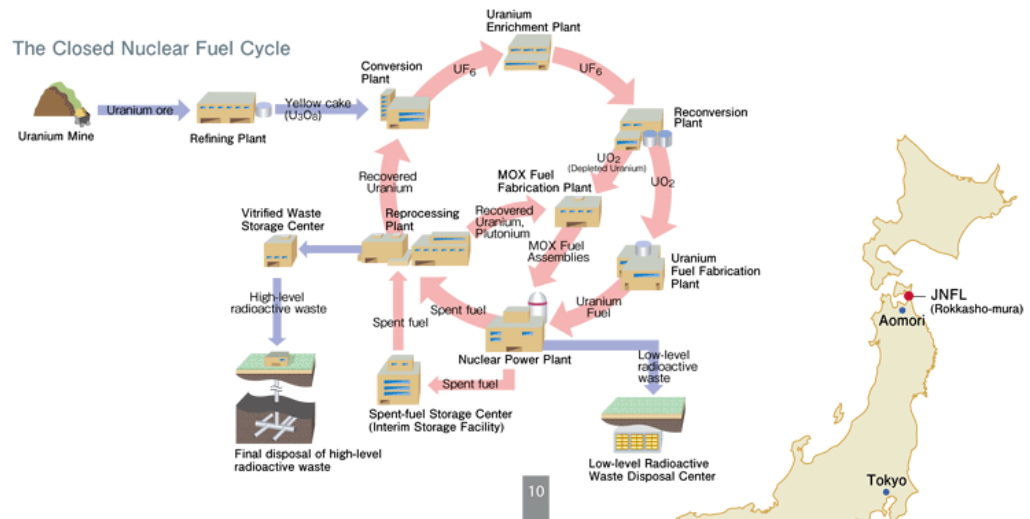 The Closed Nuclear Fuel Cycle
Uranium
Enrichment Plant
UF6
UF6
Conversion
Plant
Uranium ore
Yellow cake
(U3O8)
Uranium Mine
Refining Plant
Reconversion
Plant
UO2
(Depleted Uranium)
UO2
Recovered
Uranium
MOX Fuel
Fabrication Plant
Vitrified Waste
Storage Center
Reprocessing
Plant
Recovered
Uranium,
Plutonium
MOX Fuel
Assemblies
Uranium
Fuel Fabrication
Plant
High-level
radioactive waste
Spent fuel
Spent fuel
Uranium
Fuel
Nuclear Power Plant
Low-level
radioactive
waste
Spent fuel
Spent-fuel Storage Center
(Interim Storage Facility)
Final disposal of high-level
radioactive waste
Low-level Radioactive
Waste Disposal Center
JNFL
(Rokkasho-mura)
Aomori
Tokyo
10